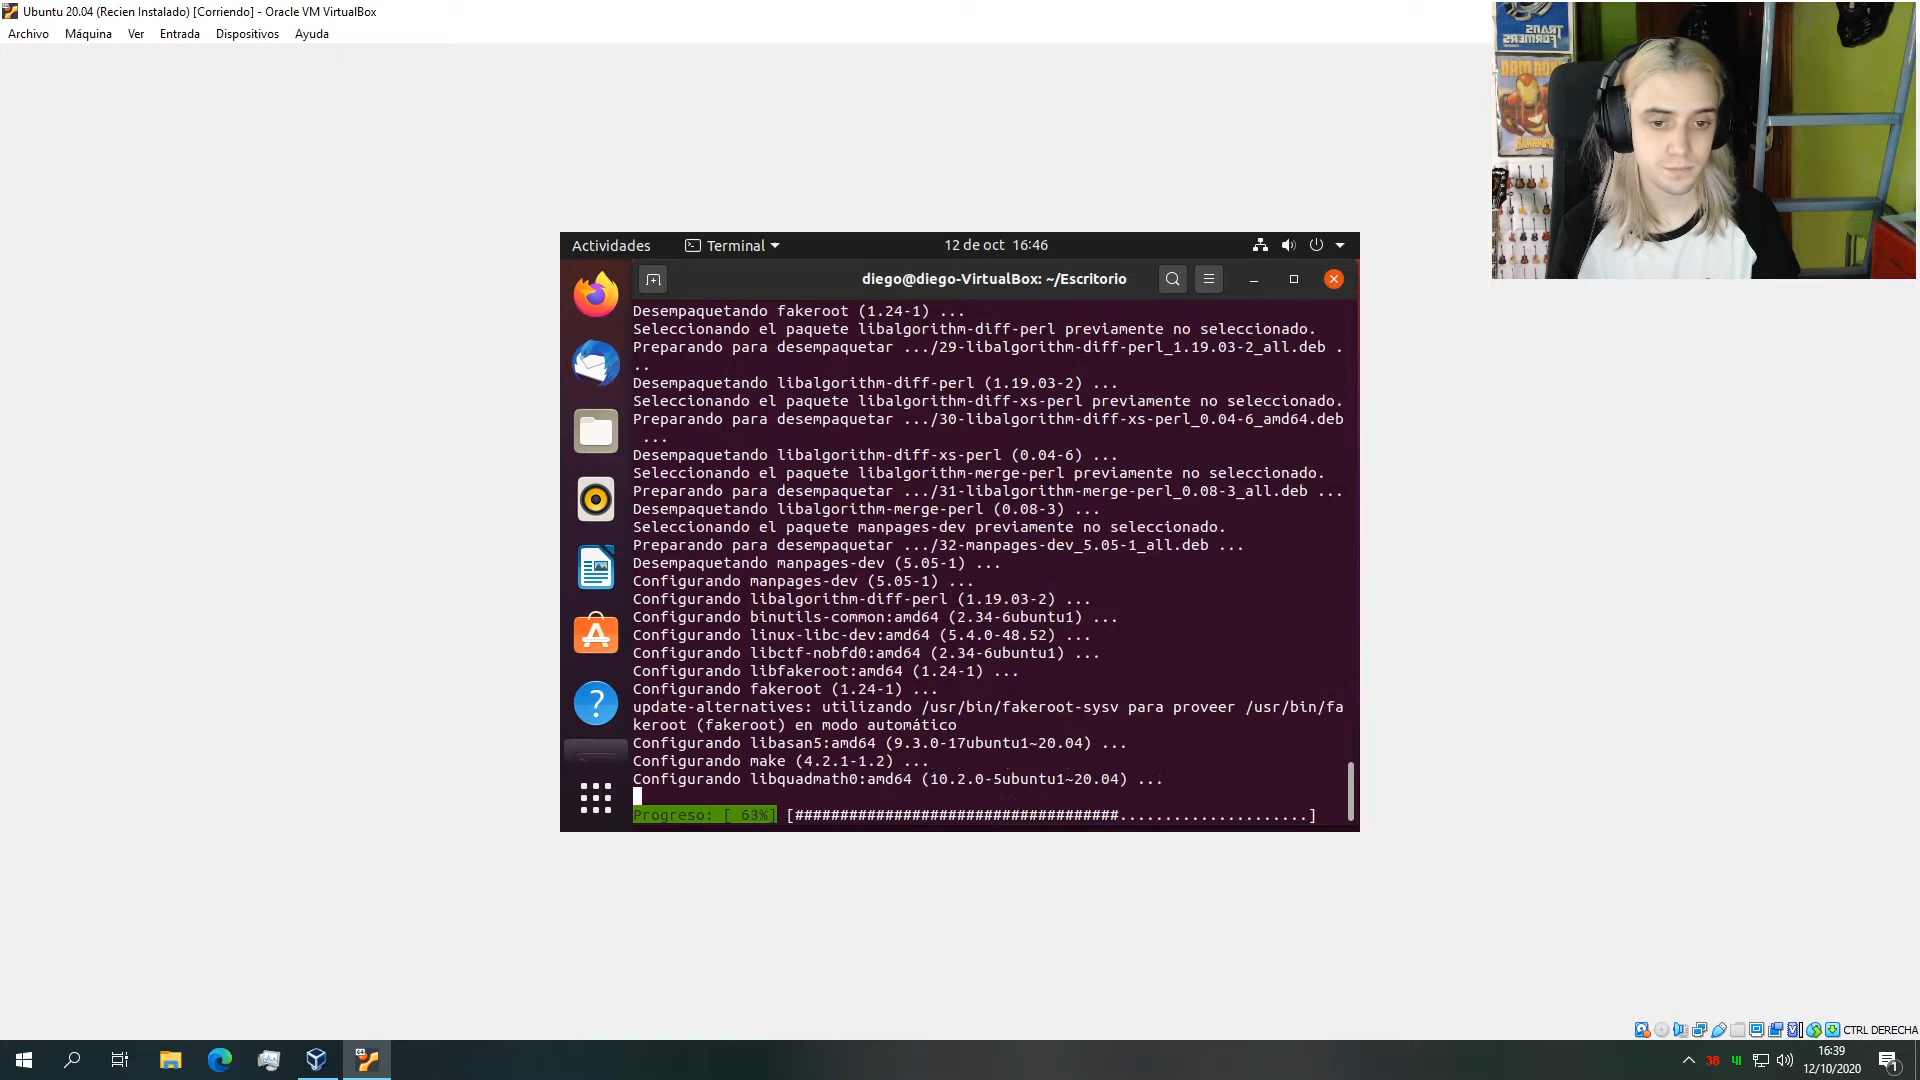 Ubuntu 20.04 (Recien Instalado) [Corriendo] - Oracle VM VirtualBox
Archivo Máquina Ver Entrada Dispositivos Ayuda
Actividades Terminal 12 de oct 16:46
diego@diego-VirtualBox: ~/Escritorio
Desempaquetando fakeroot (1.24-1) ...
Seleccionando el paquete libalgorithm-diff-perl previamente no seleccionado.
Preparando para desempaquetar .../29-libalgorithm-diff-perl_1.19.03-2_all.deb .
..
Desempaquetando libalgorithm-diff-perl (1.19.03-2) ...
Seleccionando el paquete libalgorithm-diff-xs-perl previamente no seleccionado.
Preparando para desempaquetar .../30-libalgorithm-diff-xs-perl_0.04-6_amd64.deb
...
Desempaquetando libalgorithm-diff-xs-perl (0.04-6) ...
Seleccionando el paquete libalgorithm-merge-perl previamente no seleccionado.
Preparando para desempaquetar .../31-libalgorithm-merge-perl_0.08-3_all.deb ...
Desempaquetando libalgorithm-merge-perl (0.08-3) ...
Seleccionando el paquete manpages-dev previamente no seleccionado.
Preparando para desempaquetar .../32-manpages-dev_5.05-1_all.deb ...
Desempaquetando manpages-dev (5.05-1) ...
Configurando manpages-dev (5.05-1) ...
Configurando libalgorithm-diff-perl (1.19.03-2) ...
Configurando binutils-common:amd64 (2.34-6ubuntu1) ...
Configurando linux-libc-dev:amd64 (5.4.0-48.52) ...
Configurando libctf-nobfd0:amd64 (2.34-6ubuntu1) ...
Configurando libfakeroot:amd64 (1.24-1) ...
Configurando fakeroot (1.24-1) ...
update-alternatives: utilizando /usr/bin/fakeroot-sysv para proveer /usr/bin/fa
keroot (fakeroot) en modo automático
Configurando libasan5:amd64 (9.3.0-17ubuntu1~20.04) ...
Configurando make (4.2.1-1.2) ...
Configurando libquadmath0:amd64 (10.2.0-5ubuntu1~20.04) ...
Progreso: [ 63%] [####################################.....................]
CTRL DERECHA
38 41 16:39
12/10/2020
1
TRANSFORMERS
IRON MAN